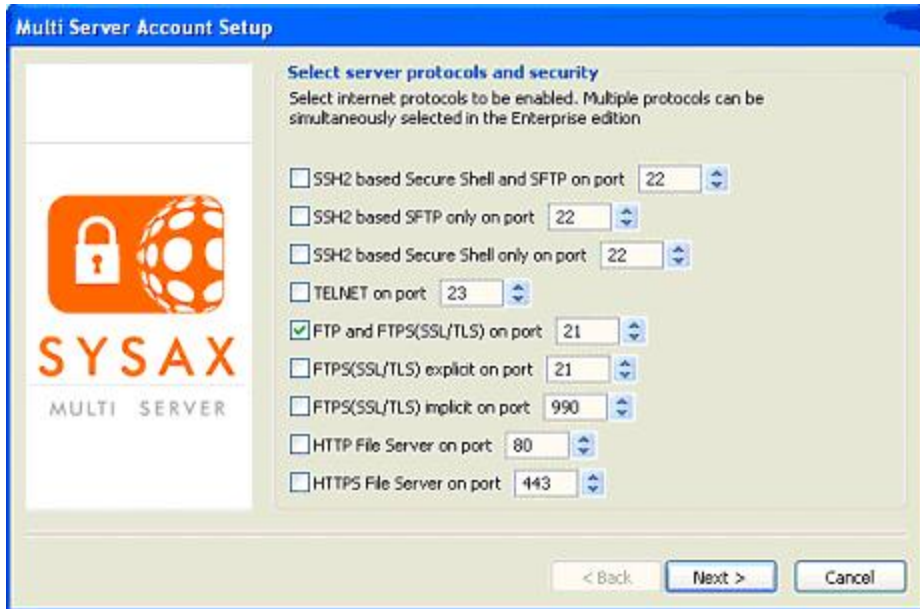 Multi Server Account Setup
Select server protocols and security
Select internet protocols to be enabled. Multiple protocols can be
simultaneously selected in the Enterprise edition
SSH2 based Secure Shell and SFTP on port 22
SSH2 based SFTP only on port 22
SSH2 based Secure Shell only on port 22
TELNET on port 23
FTP and FTPS(SSL/TLS) on port 21
FTPS(SSL/TLS) explicit on port 21
FTPS(SSL/TLS) implicit on port 990
HTTP File Server on port 80
HTTPS File Server on port 443
SYSAX
MULTI SERVER
< Back
Next >
Cancel